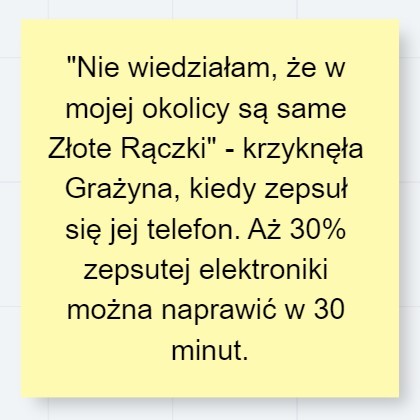 "Nie wiedziałam, że w
mojej okolicy są same
Złote Rączki" - krzyknęła
Grażyna, kiedy zepsuł
się jej telefon. Aż 30%
zepsutej elektroniki
można naprawić w 30
minut.